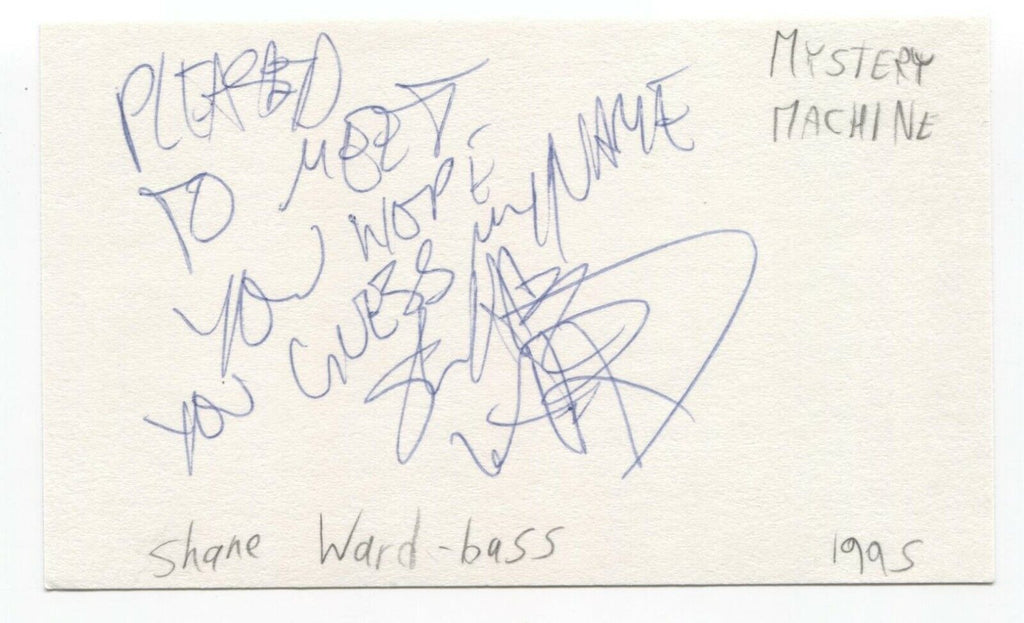 MYSTERY
MACHINE
PLEASED
TO MEET
YOU HOPE
YOU GUESS my NAME
Shane Ward-bass
1995